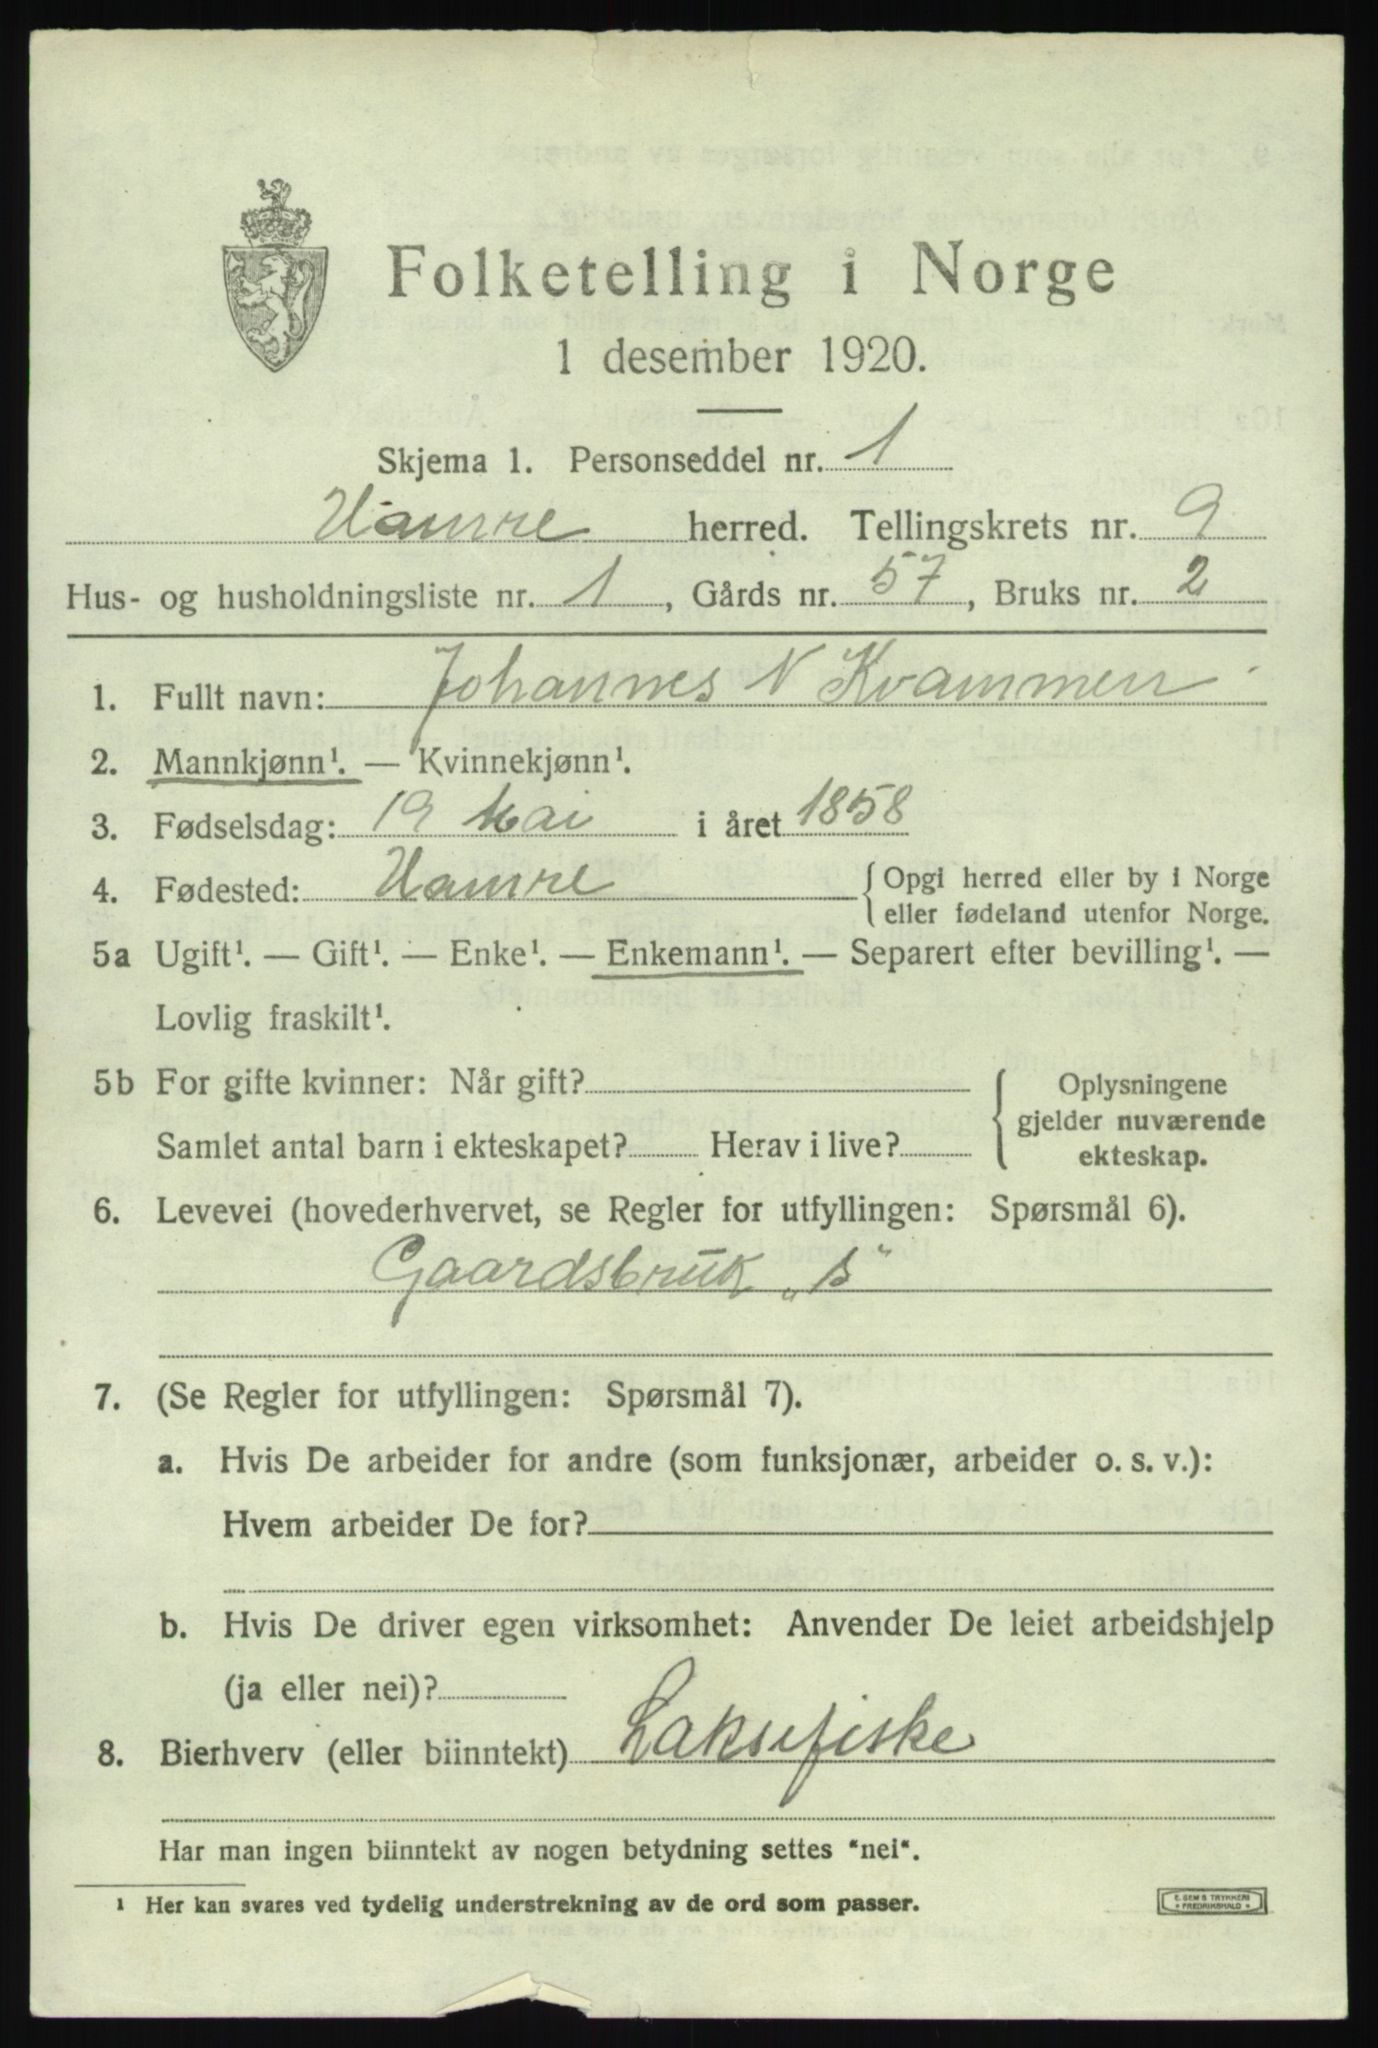 Folketelling i Norge
1 desember 1920.
Skjema 1. Personseddel nr. 1
Hamre herred. Tellingskrets nr. 9
Hus- og husholdningsliste nr. 1, Gårds nr. 57, Bruks nr. 2
1. Fullt navn: Johannes N Kvammen
2. Mannkjønn¹. — Kvinnekjønn¹.
3. Fødselsdag: 19 Mai i året 1858
4. Fødested: Hamre {Opgi herred eller by i Norge
eller fødeland utenfor Norge.
5a Ugift¹. — Gift¹. — Enke¹. — Enkemann¹. — Separert efter bevilling¹. —
Lovlig fraskilt¹.
5b For gifte kvinner: Når gift? { Oplysningene
gjelder nuværende
Samlet antal barn i ekteskapet? Herav i live? ekteskap.
6. Levevei (hovederhvervet, se Regler for utfyllingen: Spørsmål 6).
Gaardsbruk „S"
7. (Se Regler for utfyllingen: Spørsmål 7).
a. Hvis De arbeider for andre (som funksjonær, arbeider o. s. v.):
Hvem arbeider De for?
b. Hvis De driver egen virksomhet: Anvender De leiet arbeidshjelp
(ja eller nei)?
8. Bierhverv (eller biinntekt) Laksefiske
Har man ingen biinntekt av nogen betydning settes "nei".
¹ Her kan svares ved tydelig understrekning av de ord som passer.
E. SEM'S TRYKKERI
* FREDRIKSHALD *